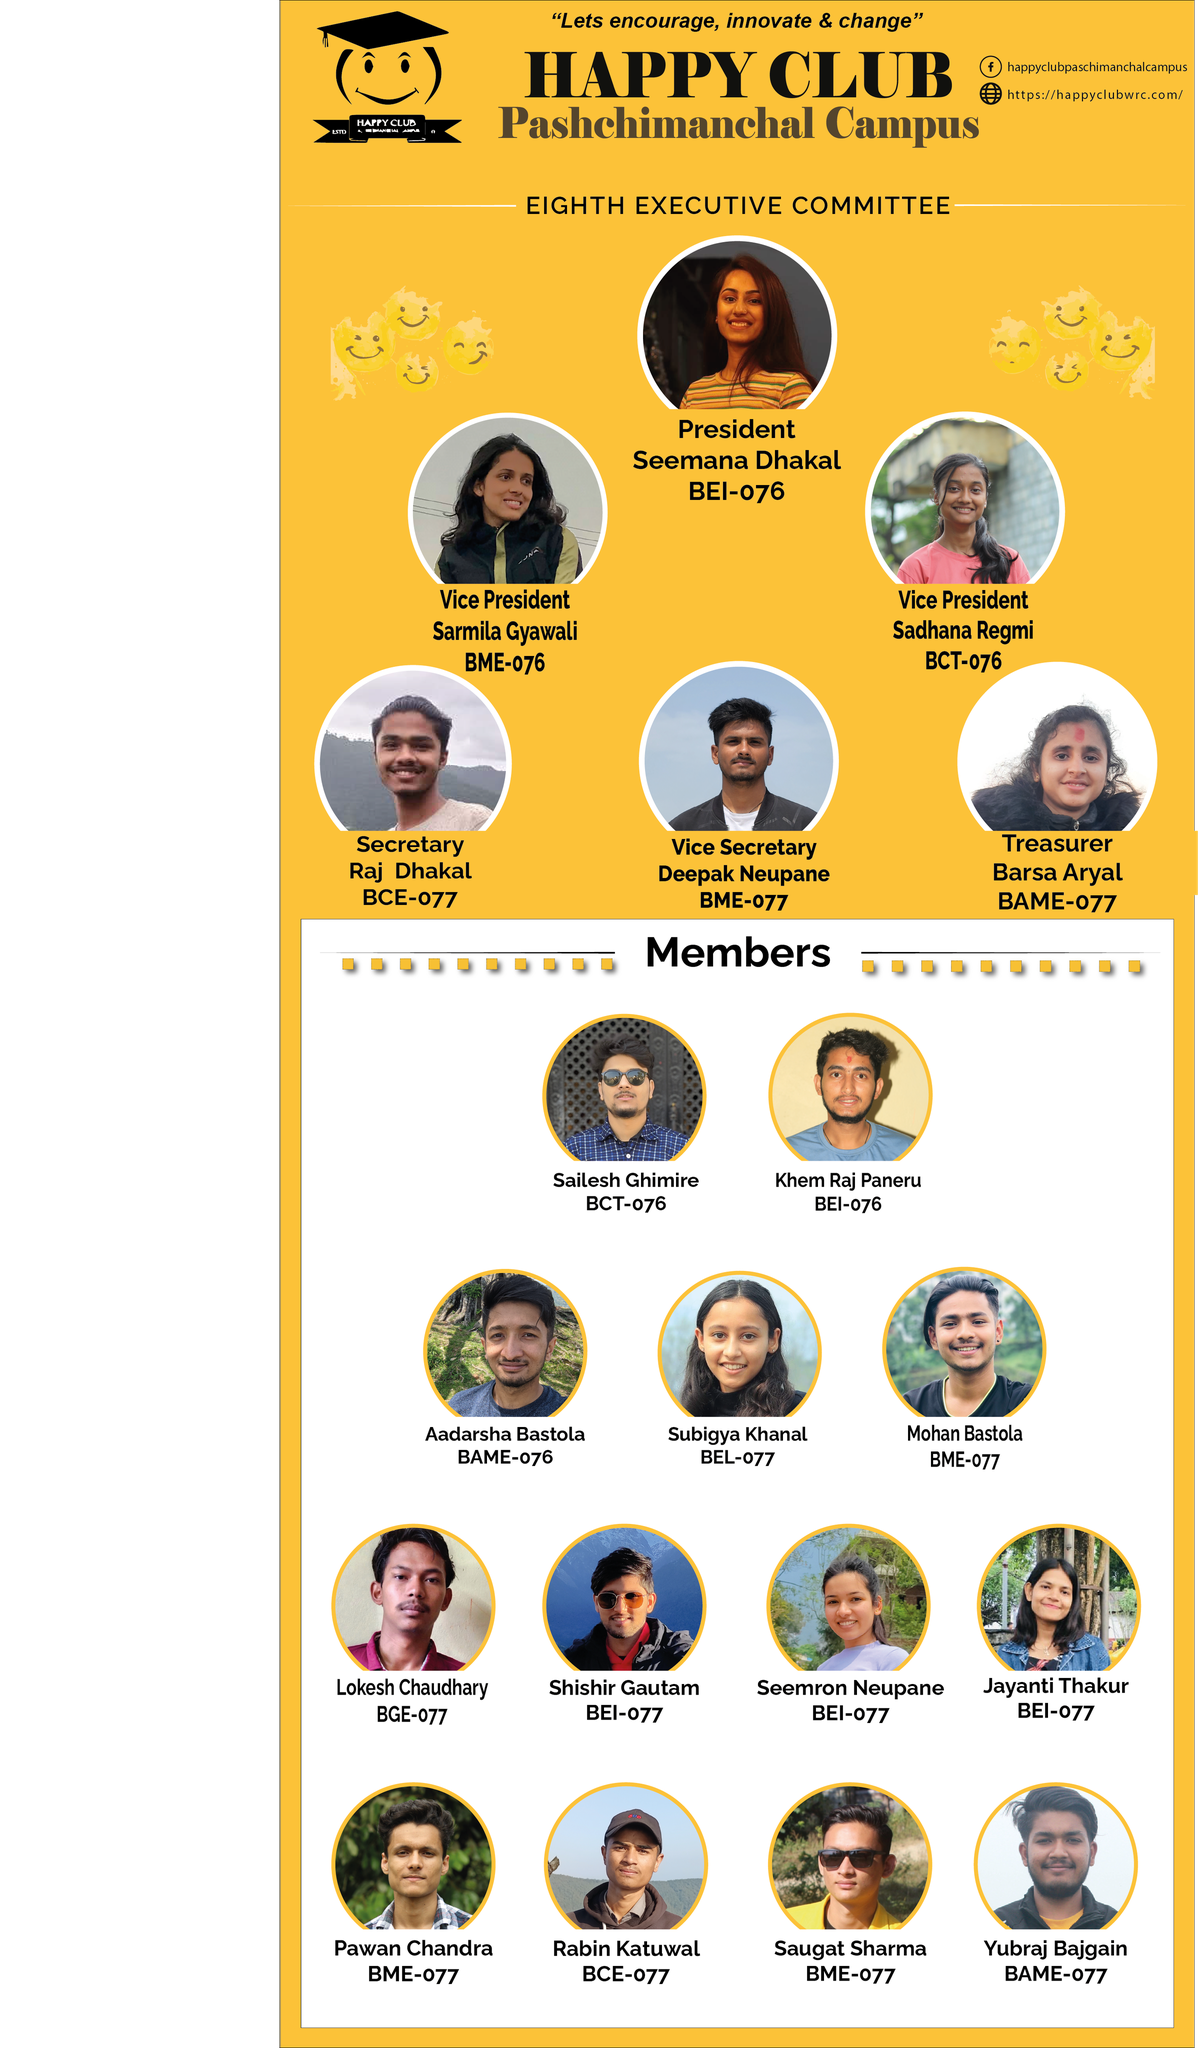 “Lets encourage, innovate & change”
HAPPY CLUB
Pashchimanchal Campus
happyclubpaschimanchalcampus
https://happyclubwrc.com/
HAPPY CLUB
ESTD
EIGHTH EXECUTIVE COMMITTEE
President
Seemana Dhakal
BEI-076
Vice President
Sarmila Gyawali
BME-076
Vice President
Sadhana Regmi
BCT-076
Secretary
Raj Dhakal
BCE-077
Vice Secretary
Deepak Neupane
BME-077
Treasurer
Barsa Aryal
BAME-077
Members
Sailesh Ghimire
BCT-076
Khem Raj Paneru
BEI-076
Aadarsha Bastola
BAME-076
Subigya Khanal
BEL-077
Mohan Bastola
BME-077
Lokesh Chaudhary
BGE-077
Shishir Gautam
BEI-077
Seemron Neupane
BEI-077
Jayanti Thakur
BEI-077
Pawan Chandra
BME-077
Rabin Katuwal
BCE-077
Saugat Sharma
BME-077
Yubraj Bajgain
BAME-077